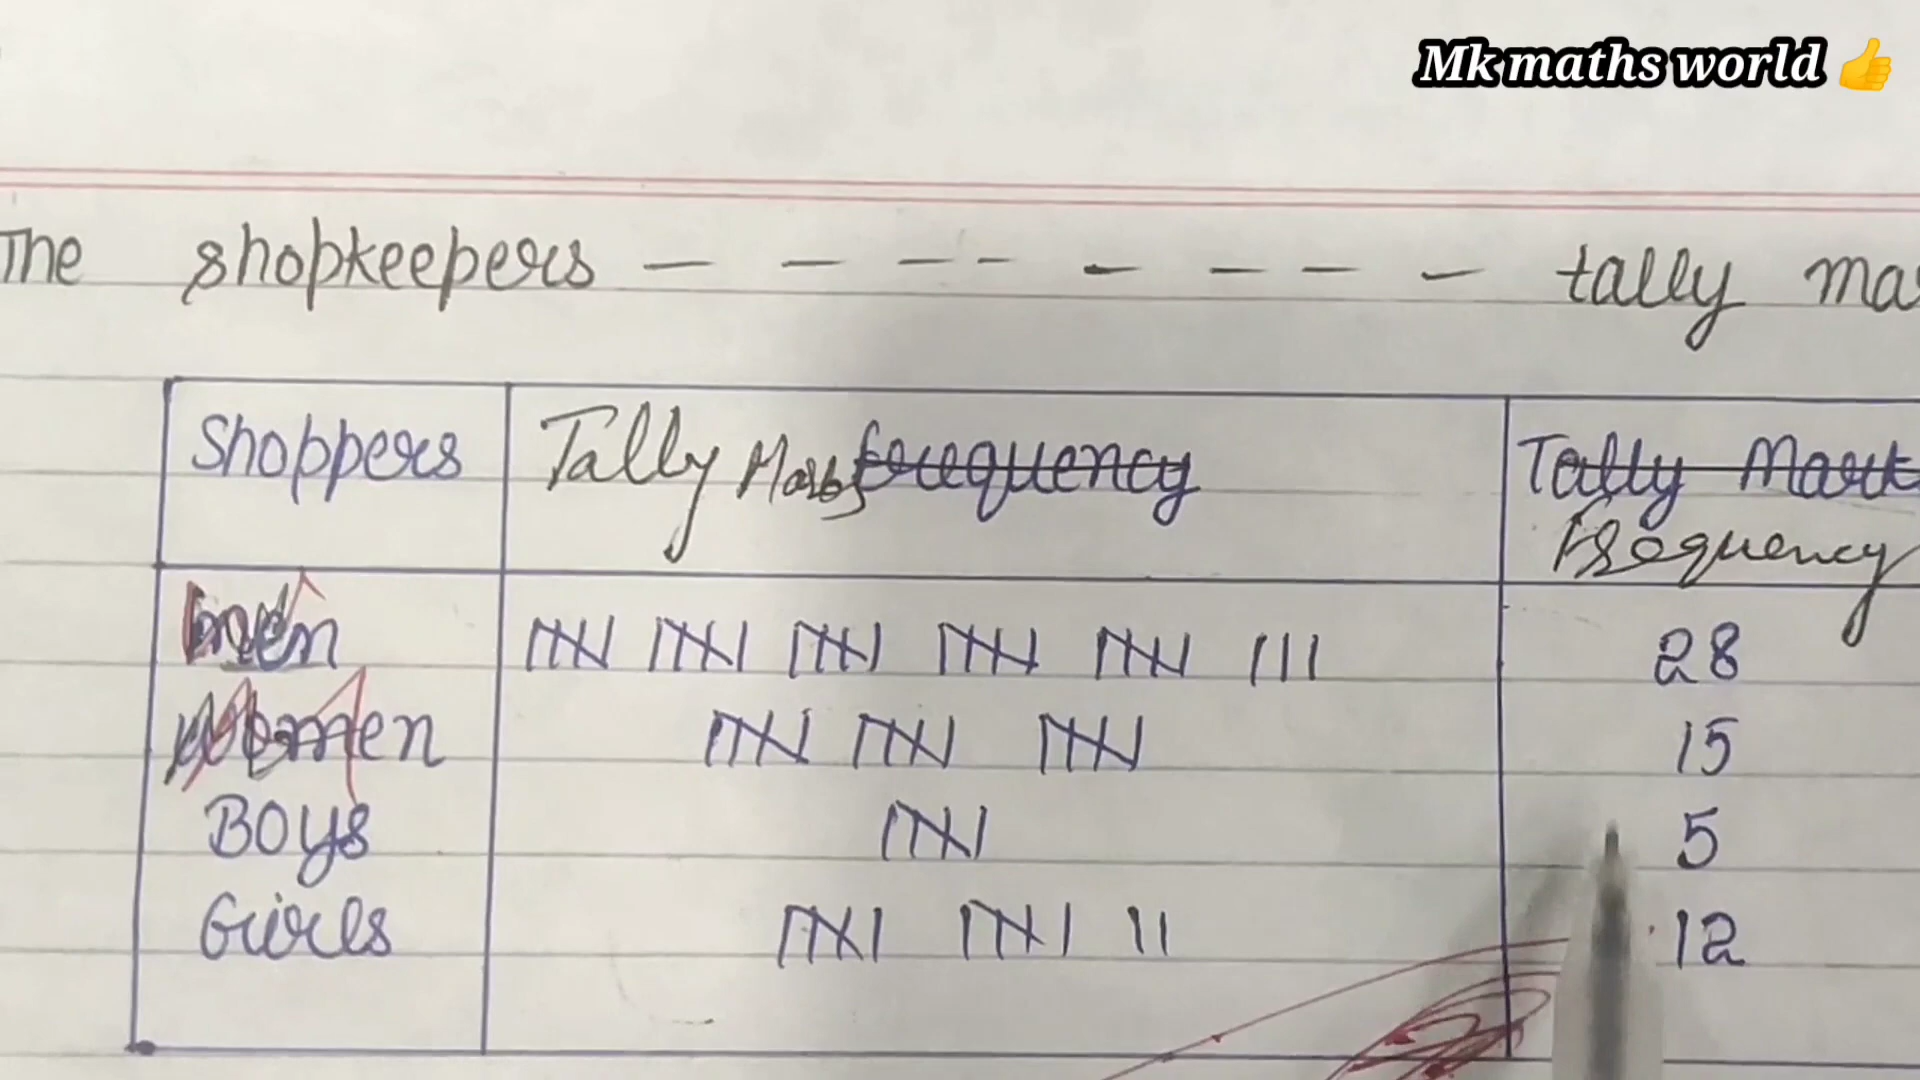 Mk maths world 👍
The shopkeepers - - - - - - - - - tally ma
Shoppers Tally Marks frequency Tally Mark
Frequency
men 28
Women 15
Boys 5
Girls 12